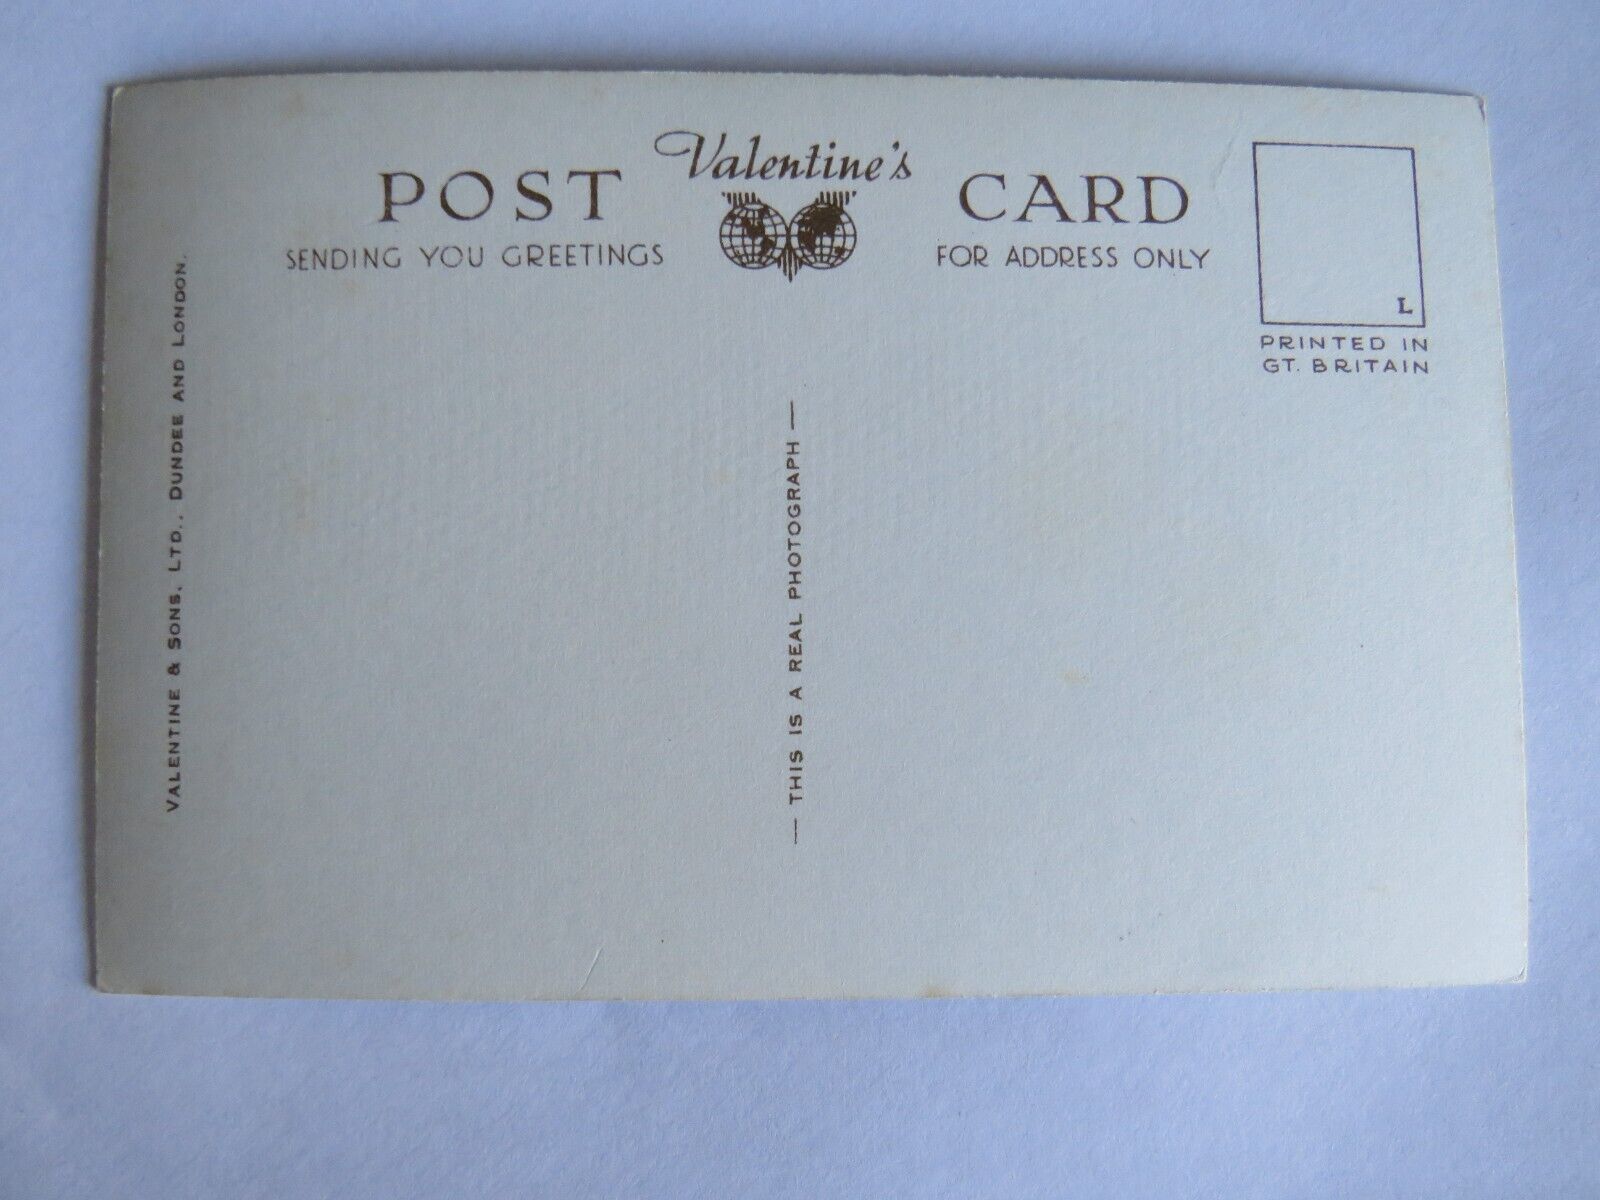 Valentine's
POST CARD
SENDING YOU GREETINGS
FOR ADDRESS ONLY
L
PRINTED IN
GT. BRITAIN
VALENTINE & SONS, LTD., DUNDEE AND LONDON.
— THIS IS A REAL PHOTOGRAPH —